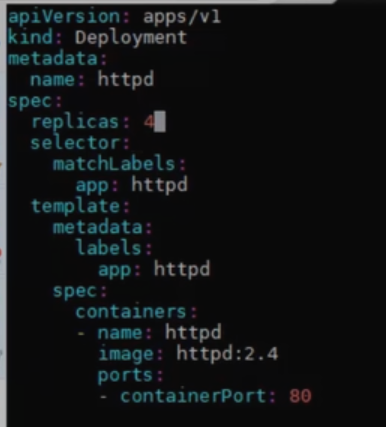 apiVersion: apps/v1
kind: Deployment
metadata:
  name: httpd
spec:
  replicas: 4
  selector:
    matchLabels:
      app: httpd
  template:
    metadata:
      labels:
        app: httpd
    spec:
      containers:
      - name: httpd
        image: httpd:2.4
        ports:
        - containerPort: 80